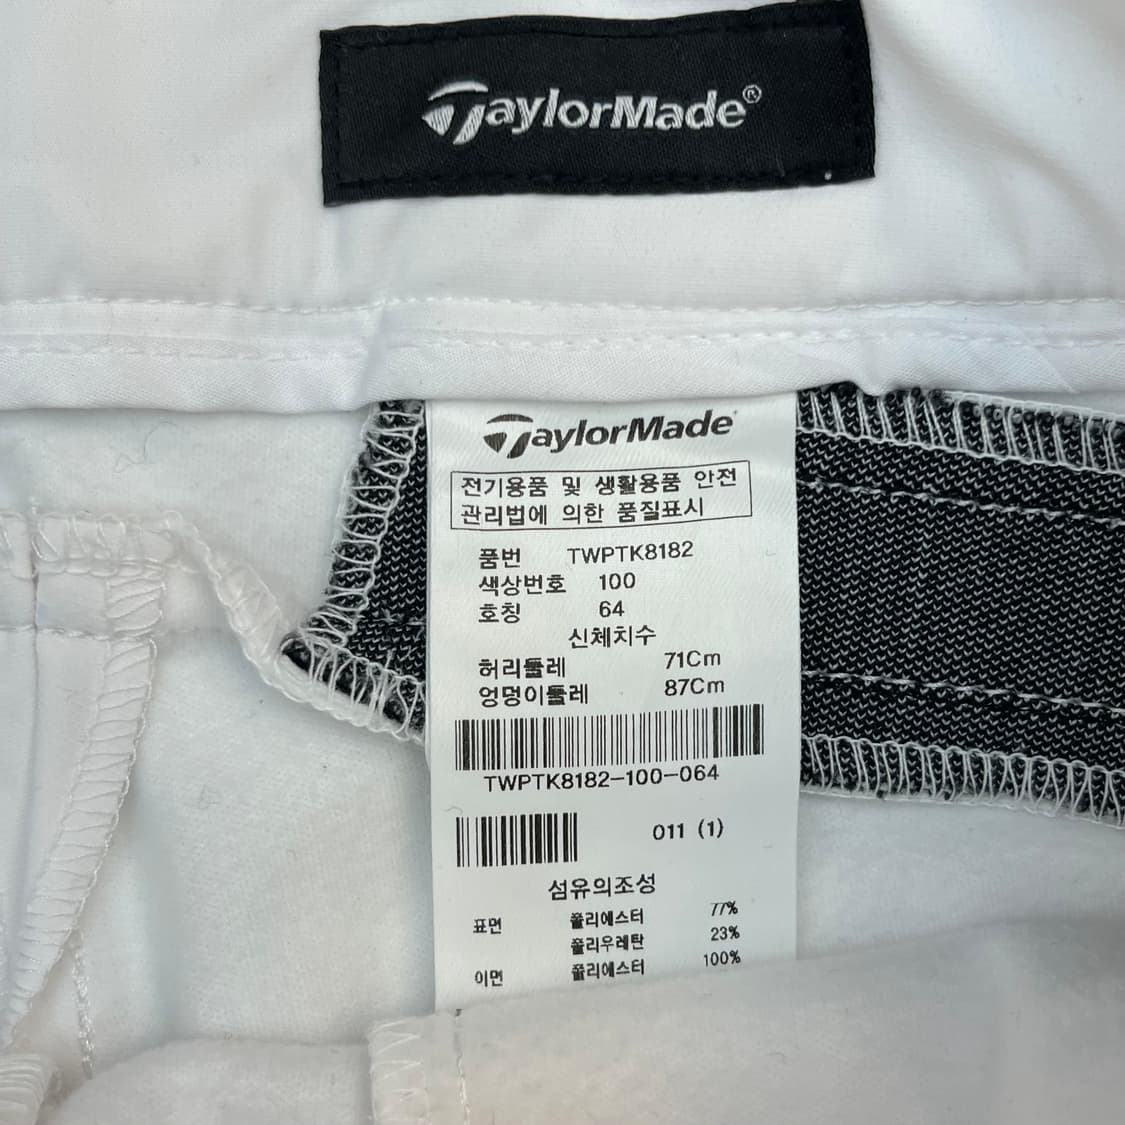 TaylorMade®
TaylorMade
전기용품 및 생활용품 안전
관리법에 의한 품질표시
품번 TWPTK8182
색상번호 100
호칭 64
신체치수
허리둘레 71Cm
엉덩이둘레 87Cm
TWPTK8182-100-064
011 (1)
섬유의조성
표면 폴리에스터 77%
폴리우레탄 23%
이면 폴리에스터 100%